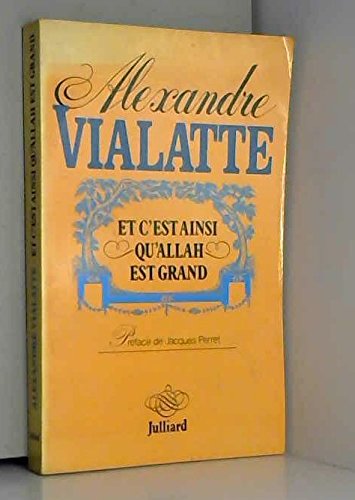 Alexandre
VIALATTE
ET C'EST AINSI
QU'ALLAH
EST GRAND
Préface de Jacques Perret
Julliard
ALEXANDRE VIALATTE ET C'EST AINSI QU'ALLAH EST GRAND